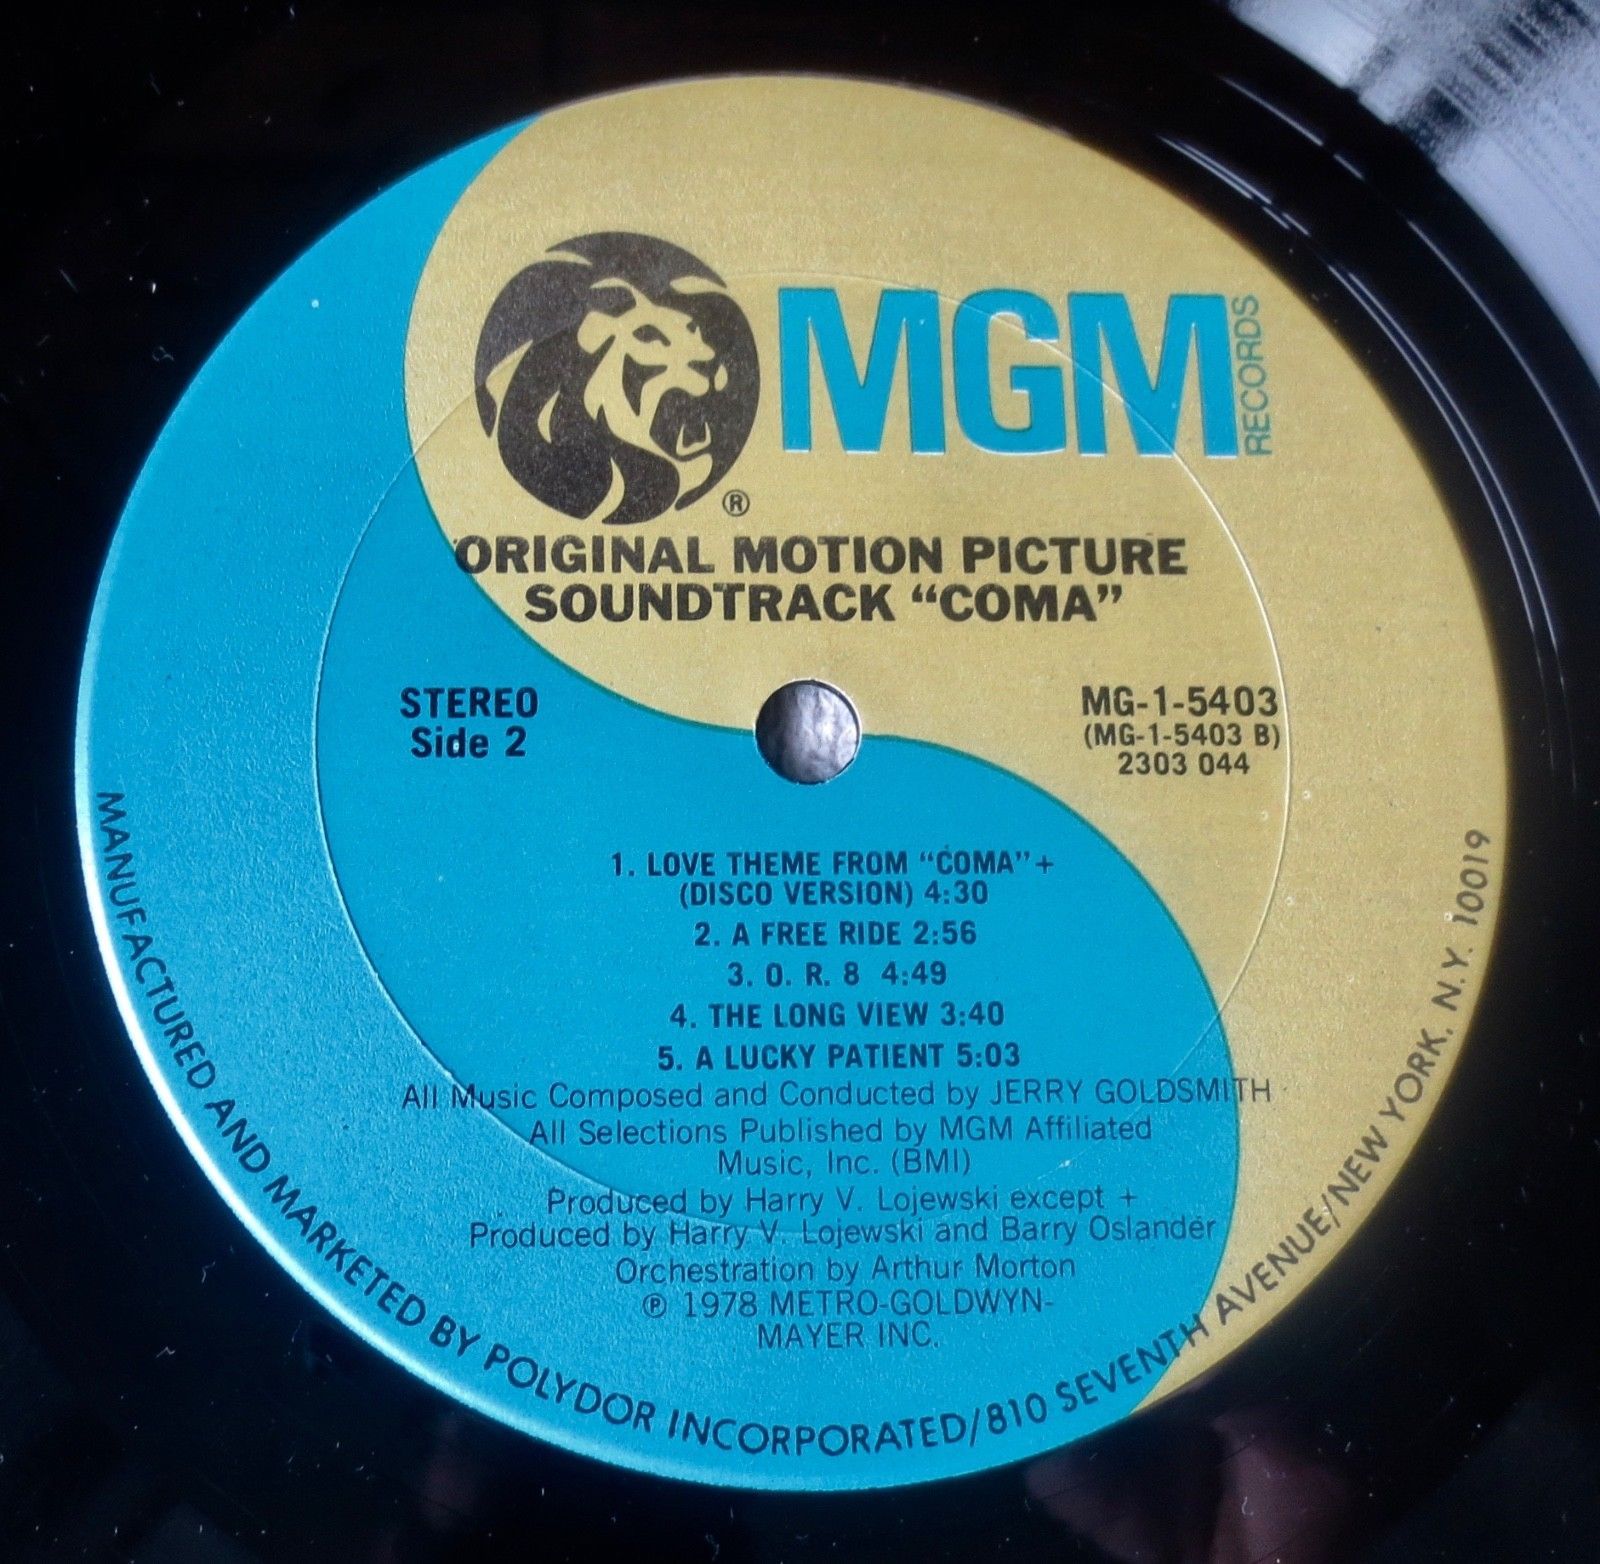 MGM
RECORDS
®
ORIGINAL MOTION PICTURE
SOUNDTRACK “COMA”
STEREO
Side 2
MG-1-5403
(MG-1-5403 B)
2303 044
1. LOVE THEME FROM “COMA” +
(DISCO VERSION) 4:30
2. A FREE RIDE 2:56
3. O. R. 8 4:49
4. THE LONG VIEW 3:40
5. A LUCKY PATIENT 5:03
All Music Composed and Conducted by JERRY GOLDSMITH
All Selections Published by MGM Affiliated
Music, Inc. (BMI)
Produced by Harry V. Lojewski except +
Produced by Harry V. Lojewski and Barry Oslander
Orchestration by Arthur Morton
℗ 1978 METRO-GOLDWYN-
MAYER INC.
MANUFACTURED AND MARKETED BY POLYDOR INCORPORATED/810 SEVENTH AVENUE/NEW YORK, N.Y. 10019